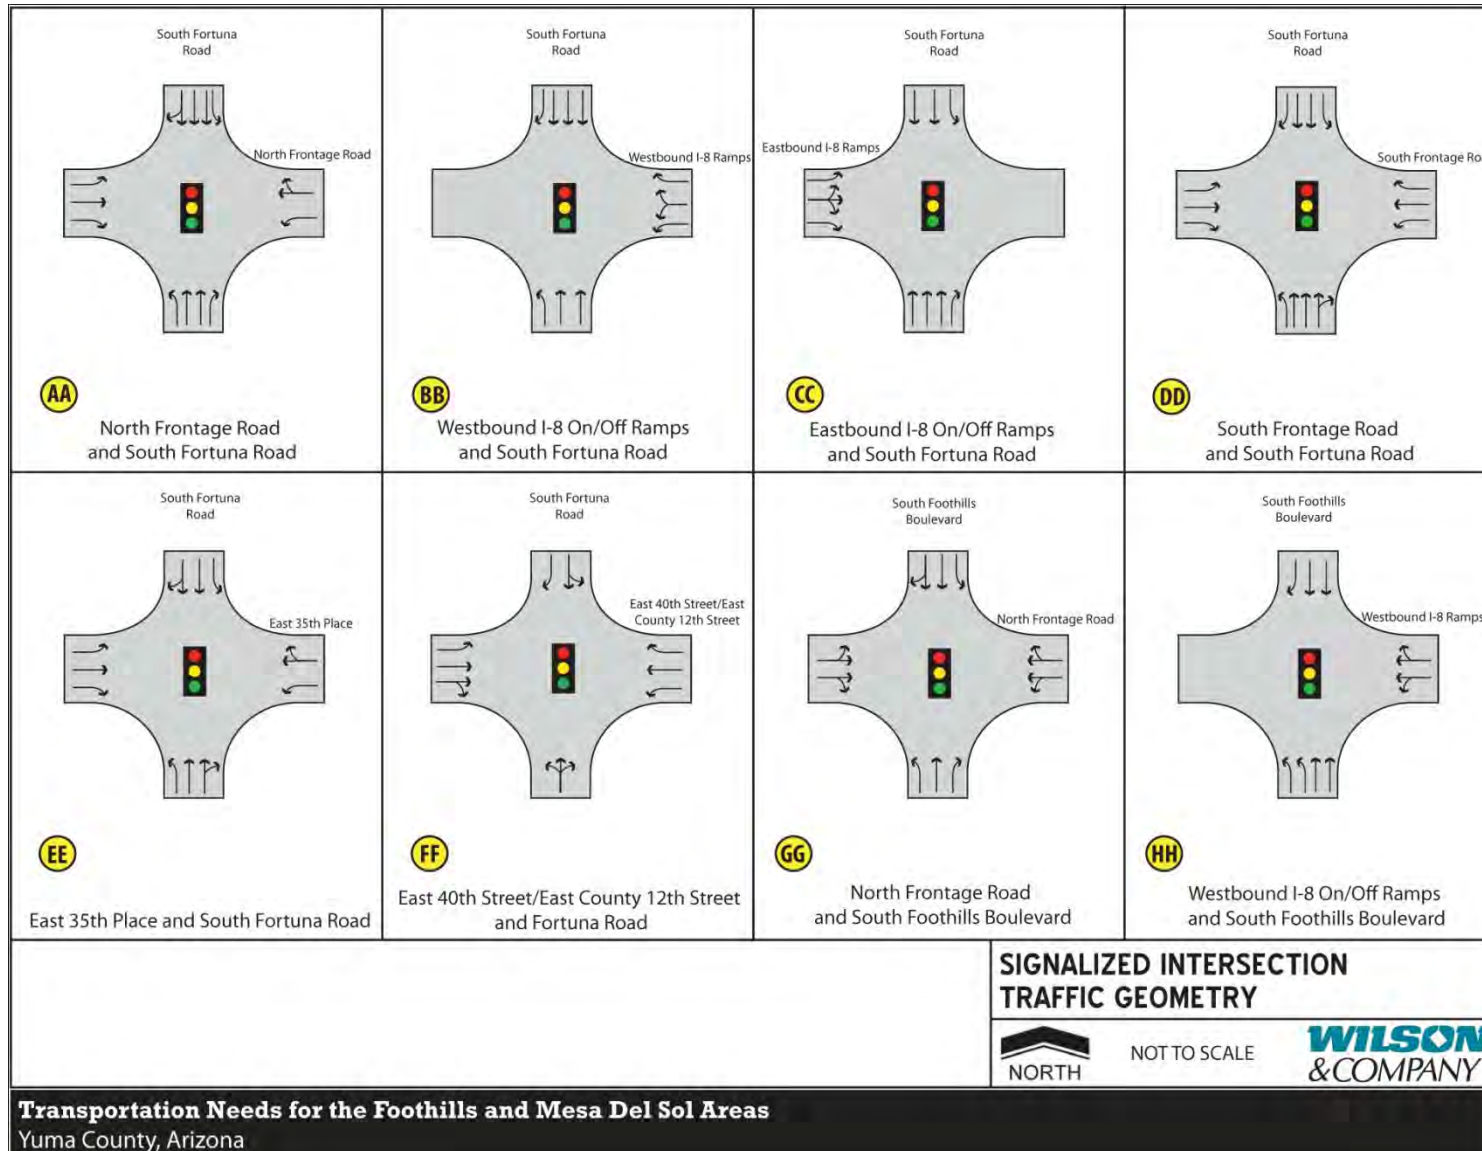 South Fortuna
Road
North Frontage Road
AA
North Frontage Road
and South Fortuna Road
South Fortuna
Road
Westbound I-8 Ramps
BB
Westbound I-8 On/Off Ramps
and South Fortuna Road
South Fortuna
Road
Eastbound I-8 Ramps
CC
Eastbound I-8 On/Off Ramps
and South Fortuna Road
South Fortuna
Road
South Frontage Roa
DD
South Frontage Road
and South Fortuna Road
South Fortuna
Road
East 35th Place
EE
East 35th Place and South Fortuna Road
South Fortuna
Road
East 40th Street/East
County 12th Street
FF
East 40th Street/East County 12th Street
and Fortuna Road
South Foothills
Boulevard
North Frontage Road
GG
North Frontage Road
and South Foothills Boulevard
South Foothills
Boulevard
Westbound I-8 Ramps
HH
Westbound I-8 On/Off Ramps
and South Foothills Boulevard
SIGNALIZED INTERSECTION
TRAFFIC GEOMETRY
NORTH
NOT TO SCALE
WILSON
&COMPANY
Transportation Needs for the Foothills and Mesa Del Sol Areas
Yuma County, Arizona